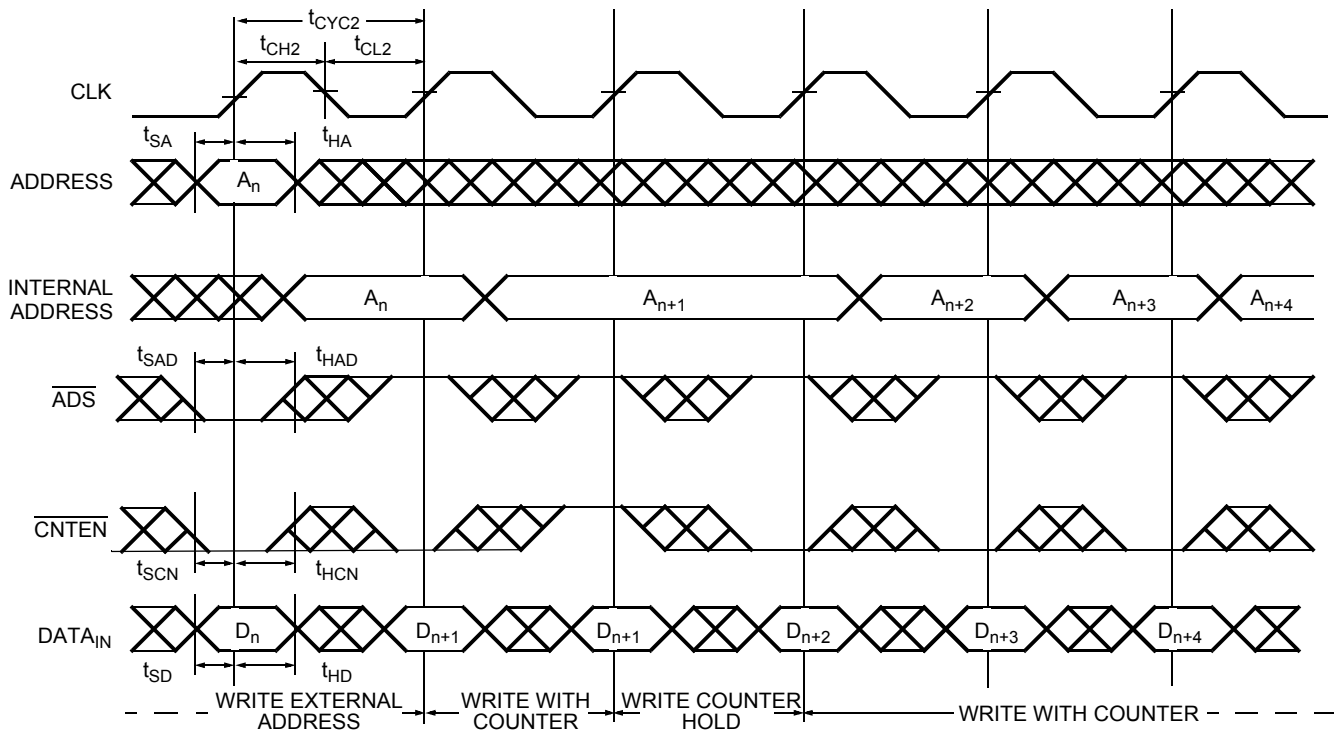 tCYC2
tCH2 tCL2
CLK
tSA tHA
ADDRESS An
INTERNAL
ADDRESS
An An+1 An+2 An+3 An+4
tSAD tHAD
ADS
CNTEN
tSCN tHCN
DATAIN Dn Dn+1 Dn+1 Dn+2 Dn+3 Dn+4
tSD tHD
WRITE EXTERNAL
ADDRESS
WRITE WITH
COUNTER
WRITE COUNTER
HOLD
WRITE WITH COUNTER